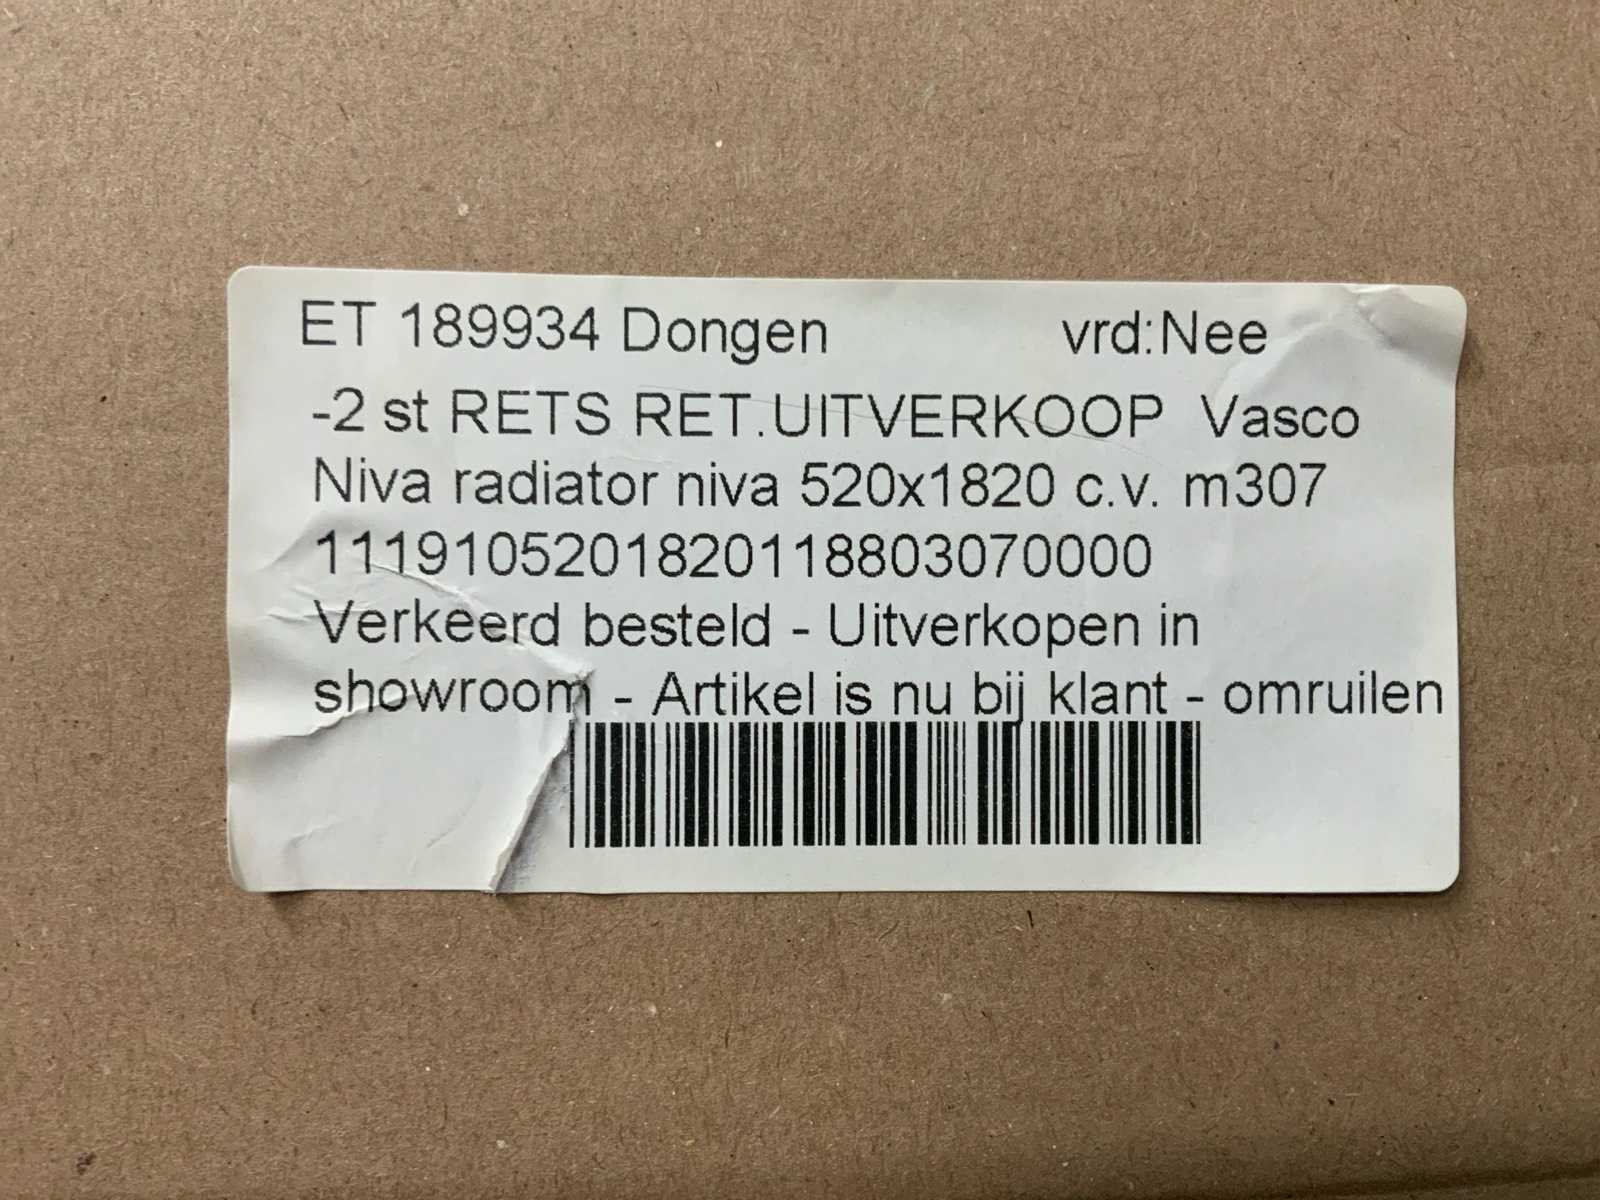 ET 189934 Dongen vrd:Nee
-2 st RETS RET.UITVERKOOP Vasco
Niva radiator niva 520x1820 c.v. m307
1119105201820118803070000
Verkeerd besteld - Uitverkopen in
showroom - Artikel is nu bij klant - omruilen